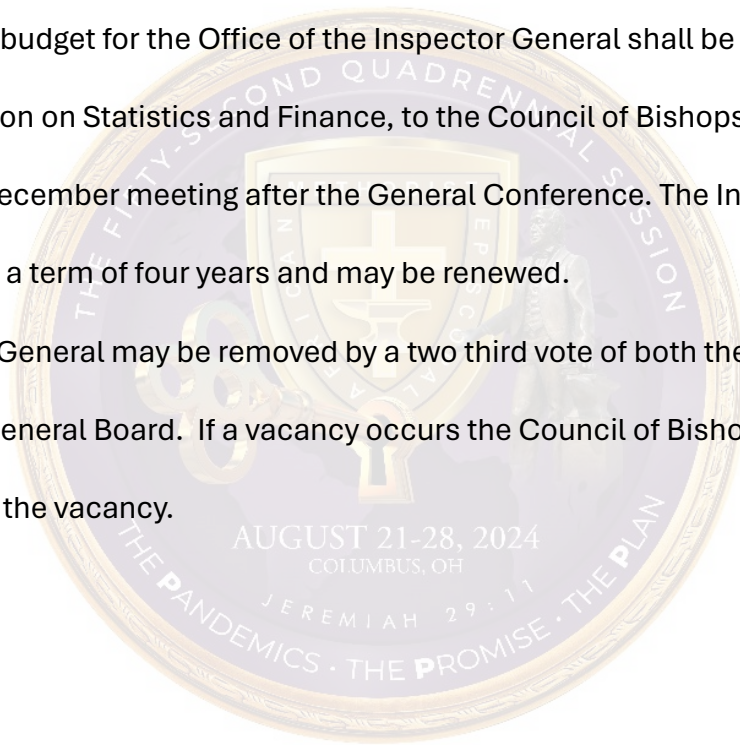 budget for the Office of the Inspector General shall be
on on Statistics and Finance, to the Council of Bishops
ecember meeting after the General Conference. The In
a term of four years and may be renewed.
General may be removed by a two third vote of both the
eneral Board.  If a vacancy occurs the Council of Bisho
the vacancy.
THE FIFTY-SECOND QUADRENNIAL SESSION
AFRICAN METHODIST EPISCOPAL
AUGUST 21-28, 2024
COLUMBUS, OH
JEREMIAH 29:11
THE PANDEMICS · THE PROMISE · THE PLAN